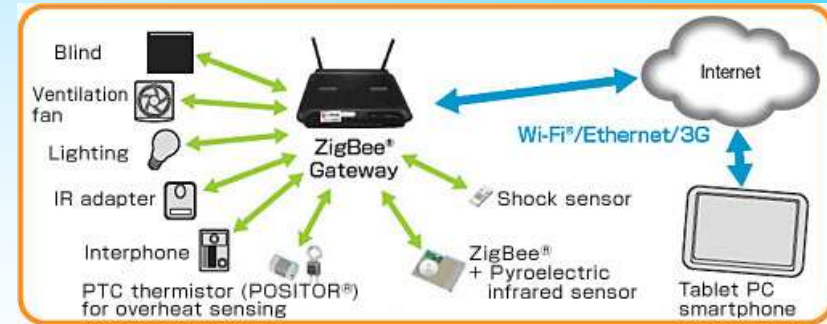 Blind
Ventilation
fan
Lighting
IR adapter
Interphone
PTC thermistor (POSITOR®)
for overheat sensing
ZigBee®
Gateway
Shock sensor
ZigBee®
+ Pyroelectric
infrared sensor
Internet
Wi-Fi®/Ethernet/3G
Tablet PC
smartphone